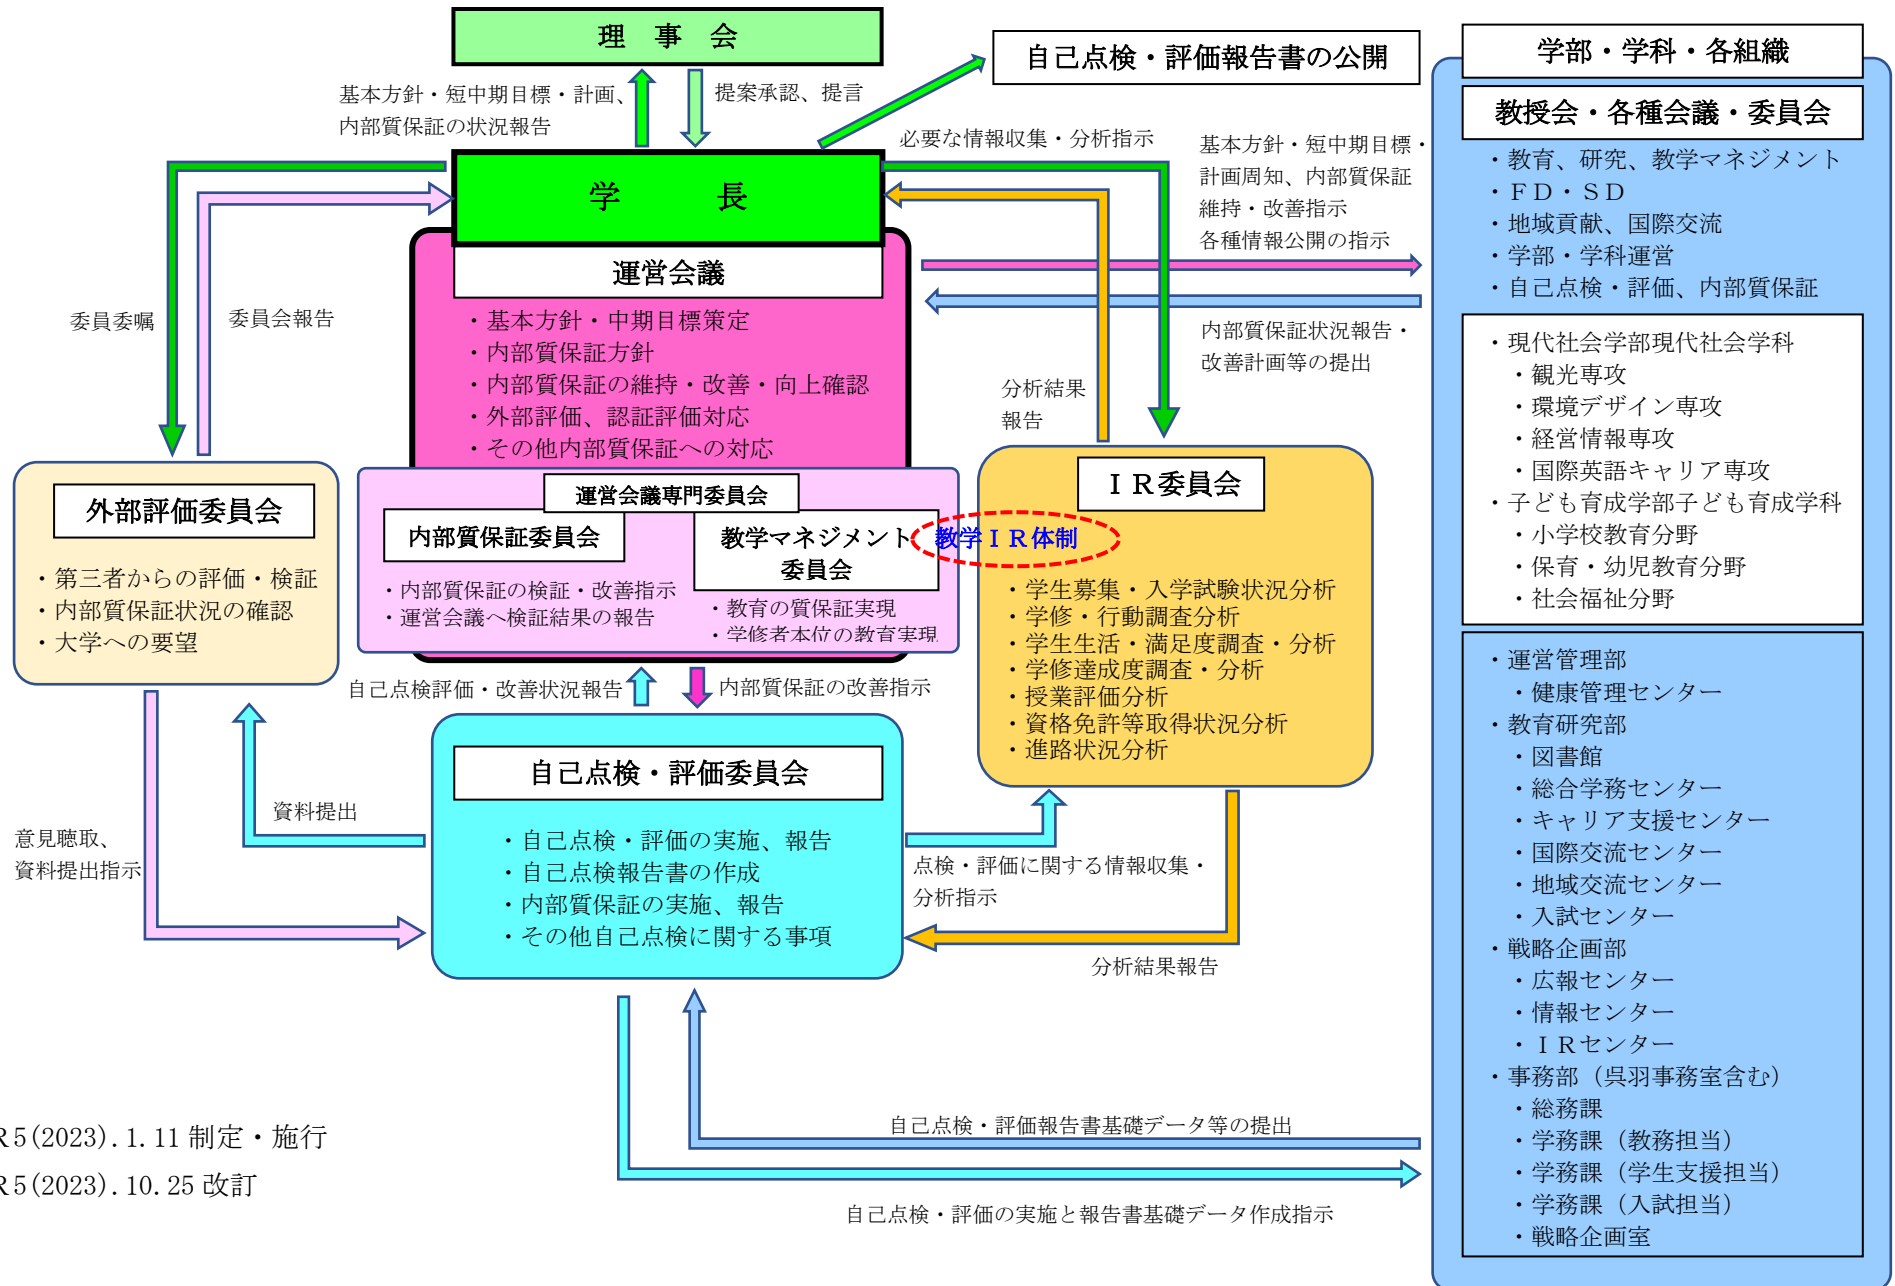 理　事　会
基本方針・短中期目標・計画、
内部質保証の状況報告
提案承認、提言
自己点検・評価報告書の公開
必要な情報収集・分析指示
学　長
運営会議
・基本方針・中期目標策定
・内部質保証方針
・内部質保証の維持・改善・向上確認
・外部評価、認証評価対応
・その他内部質保証への対応
委員委嘱
委員会報告
基本方針・短中期目標・
計画周知、内部質保証
維持・改善指示
各種情報公開の指示
内部質保証状況報告・
改善計画等の提出
分析結果
報告
外部評価委員会
・第三者からの評価・検証
・内部質保証状況の確認
・大学への要望
運営会議専門委員会
内部質保証委員会
・内部質保証の検証・改善指示
・運営会議へ検証結果の報告
教学マネジメント
委員会
・教育の質保証実現
・学修者本位の教育実現
教学ＩＲ体制
ＩＲ委員会
・学生募集・入学試験状況分析
・学修・行動調査分析
・学生生活・満足度調査・分析
・学修達成度調査・分析
・授業評価分析
・資格免許等取得状況分析
・進路状況分析
自己点検評価・改善状況報告
内部質保証の改善指示
自己点検・評価委員会
・自己点検・評価の実施、報告
・自己点検報告書の作成
・内部質保証の実施、報告
・その他自己点検に関する事項
資料提出
意見聴取、
資料提出指示
点検・評価に関する情報収集・
分析指示
分析結果報告
自己点検・評価報告書基礎データ等の提出
自己点検・評価の実施と報告書基礎データ作成指示
学部・学科・各組織
教授会・各種会議・委員会
・教育、研究、教学マネジメント
・ＦＤ・ＳＤ
・地域貢献、国際交流
・学部・学科運営
・自己点検・評価、内部質保証
・現代社会学部現代社会学科
・観光専攻
・環境デザイン専攻
・経営情報専攻
・国際英語キャリア専攻
・子ども育成学部子ども育成学科
・小学校教育分野
・保育・幼児教育分野
・社会福祉分野
・運営管理部
・健康管理センター
・教育研究部
・図書館
・総合学務センター
・キャリア支援センター
・国際交流センター
・地域交流センター
・入試センター
・戦略企画部
・広報センター
・情報センター
・ＩＲセンター
・事務部（呉羽事務室含む）
・総務課
・学務課（教務担当）
・学務課（学生支援担当）
・学務課（入試担当）
・戦略企画室
R5(2023).1.11 制定・施行
R5(2023).10.25 改訂